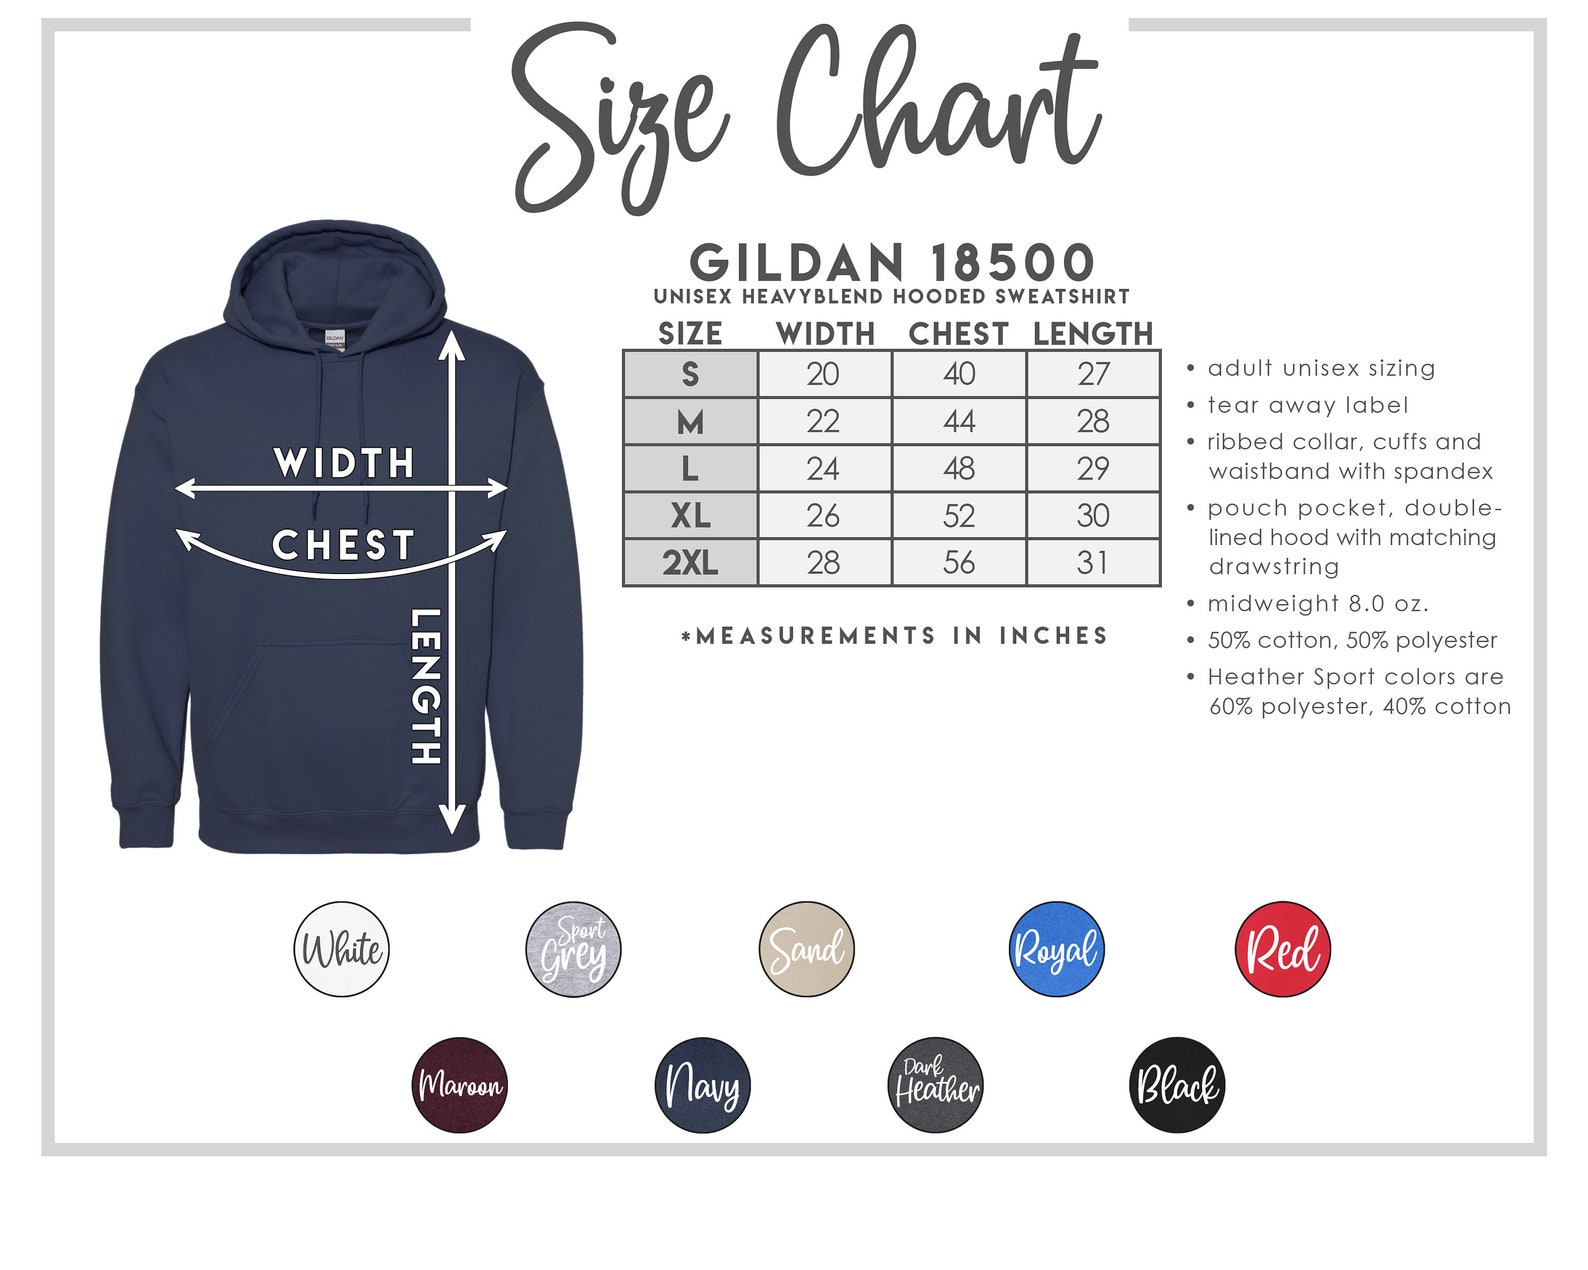 Size Chart
GILDAN 18500
UNISEX HEAVYBLEND HOODED SWEATSHIRT
SIZE WIDTH CHEST LENGTH
S 20 40 27
M 22 44 28
L 24 48 29
XL 26 52 30
2XL 28 56 31
*MEASUREMENTS IN INCHES
GILDAN
WIDTH
CHEST
LENGTH
• adult unisex sizing
• tear away label
• ribbed collar, cuffs and
waistband with spandex
• pouch pocket, double-
lined hood with matching
drawstring
• midweight 8.0 oz.
• 50% cotton, 50% polyester
• Heather Sport colors are
60% polyester, 40% cotton
White
Sport
Grey
Sand
Royal
Red
Maroon
Navy
Dark
Heather
Black